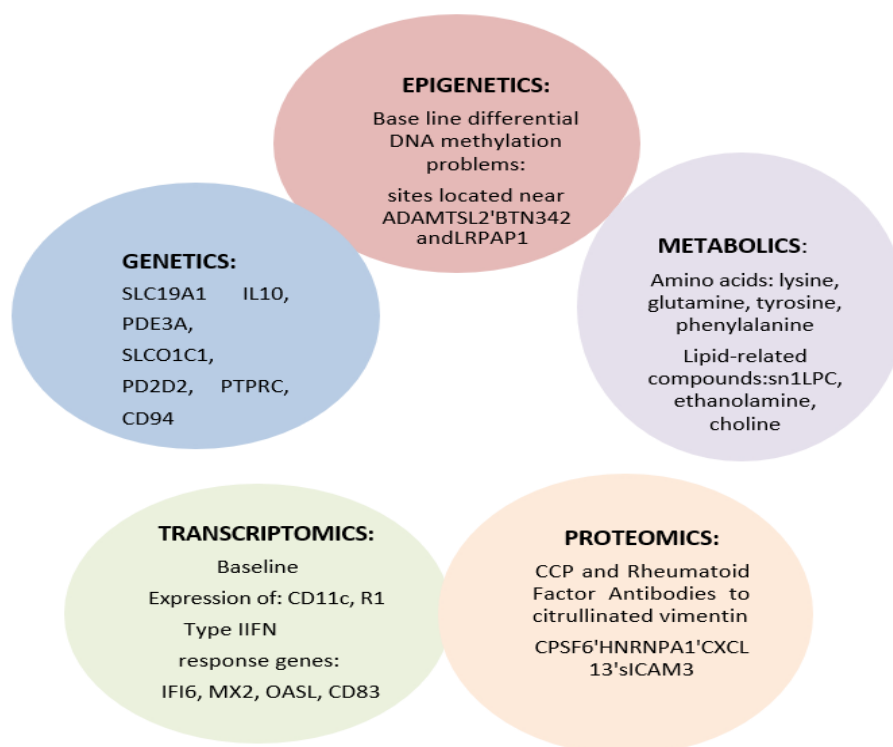 EPIGENETICS:
Base line differential
DNA methylation
problems:
sites located near
ADAMTSL2'BTN342
andLRPAP1
GENETICS:
SLC19A1 IL10,
PDE3A,
SLCO1C1,
PD2D2, PTPRC,
CD94
METABOLICS:
Amino acids: lysine,
glutamine, tyrosine,
phenylalanine
Lipid-related
compounds:sn1LPC,
ethanolamine,
choline
TRANSCRIPTOMICS:
Baseline
Expression of: CD11c, R1
Type IIFN
response genes:
IFI6, MX2, OASL, CD83
PROTEOMICS:
CCP and Rheumatoid
Factor Antibodies to
citrullinated vimentin
CPSF6'HNRNPA1'CXCL
13'sICAM3